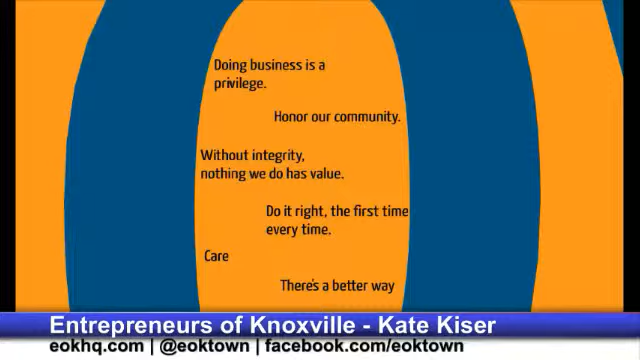 Doing business is a
privilege.
Honor our community.
Without integrity,
nothing we do has value.
Do it right, the first time
every time.
Care
There's a better way
Entrepreneurs of Knoxville - Kate Kiser
eokhq.com | @eoktown | facebook.com/eoktown